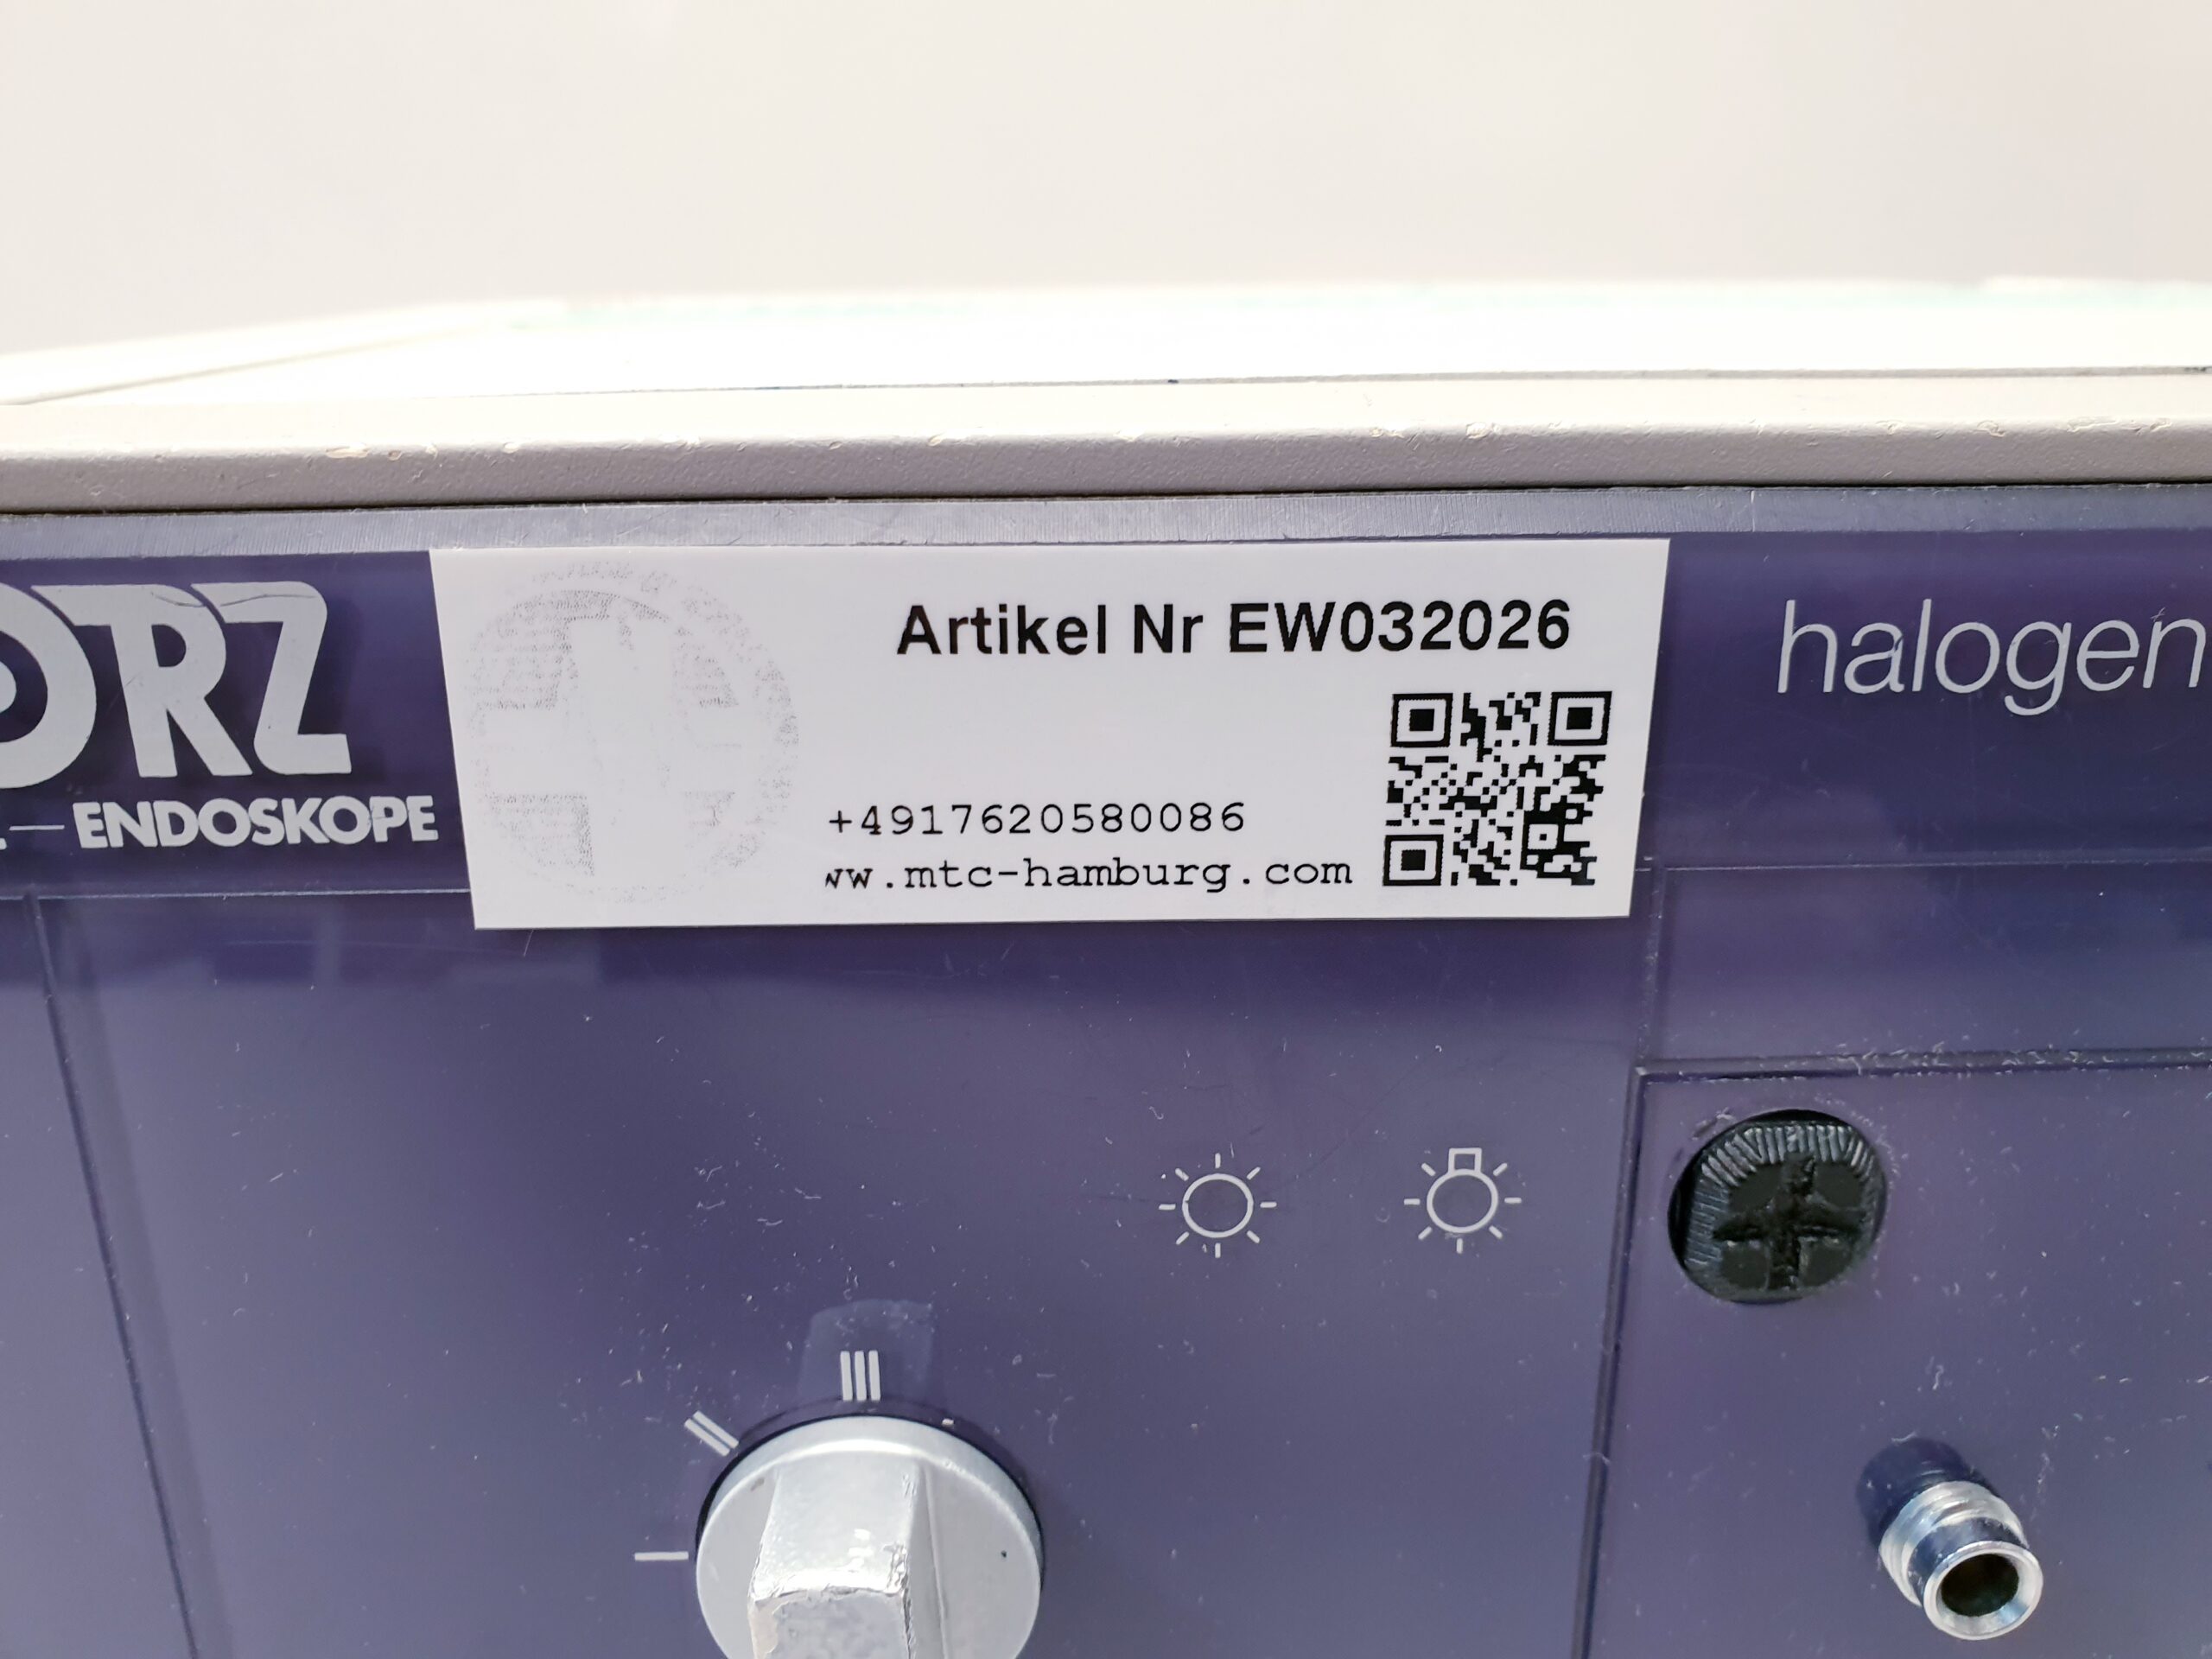 ORZ
— ENDOSKOPE
Artikel Nr EW032026
+4917620580086
ww.mtc-hamburg.com
halogen